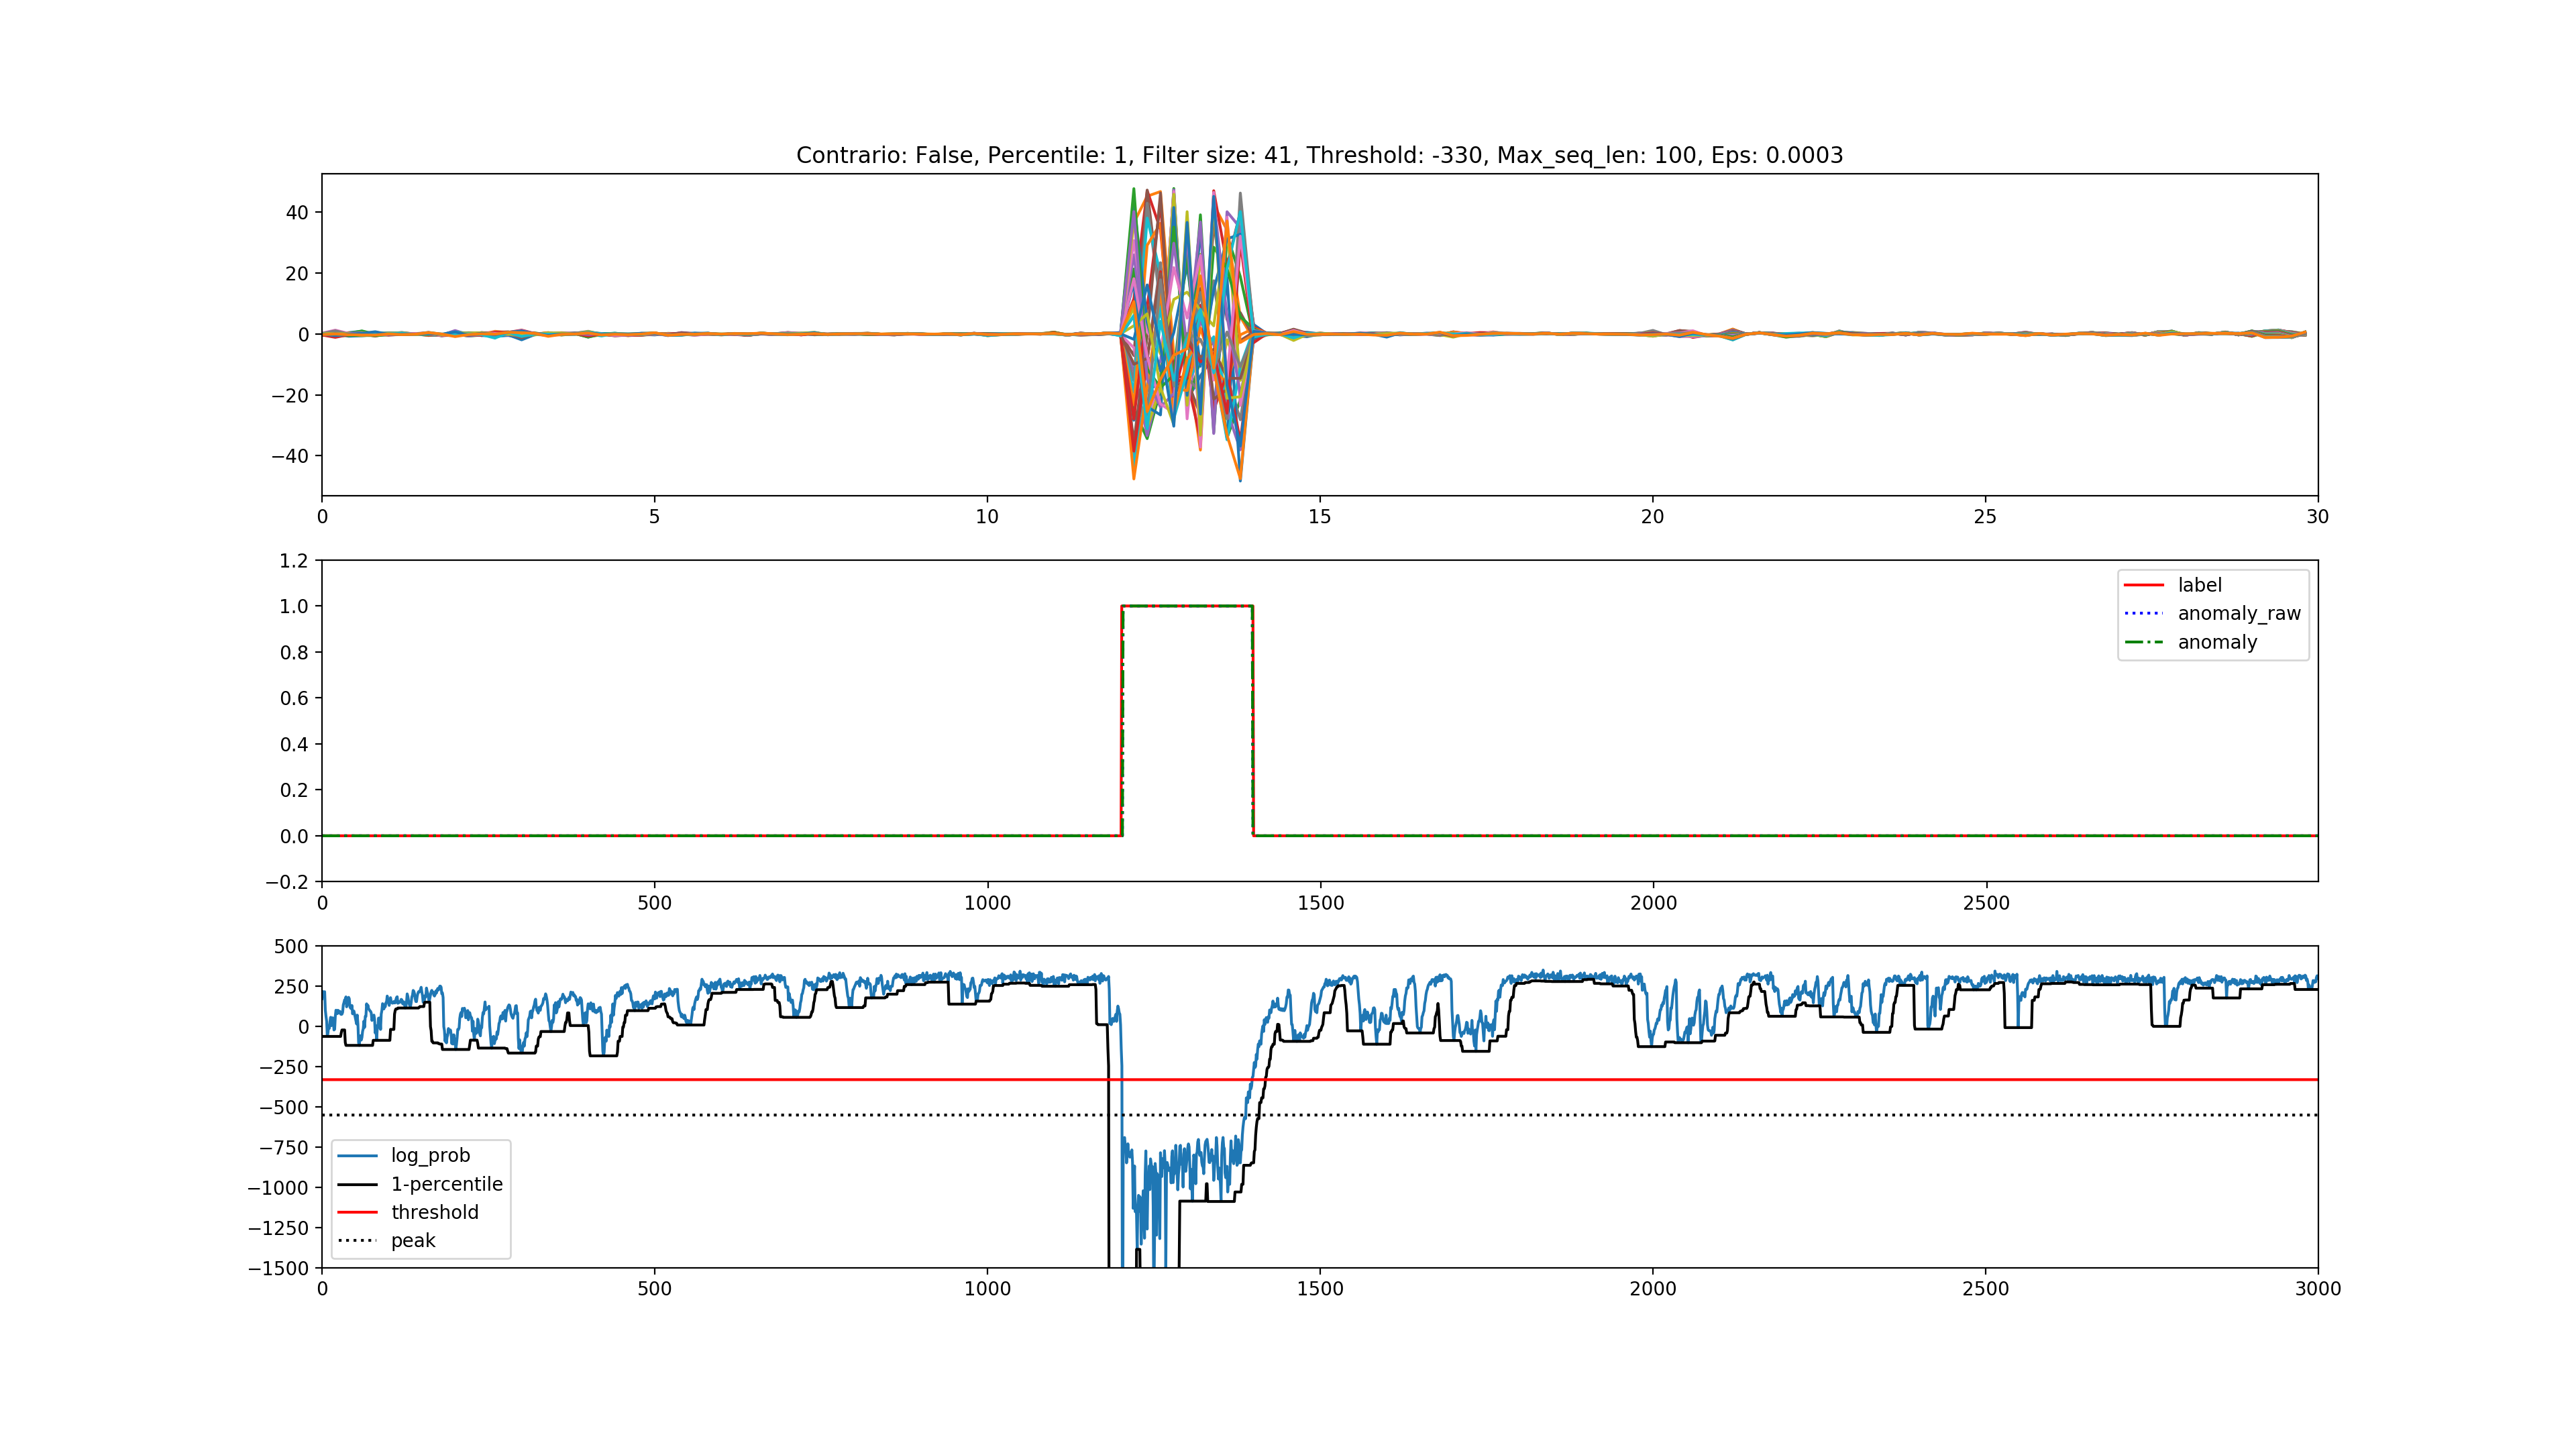 Contrario: False, Percentile: 1, Filter size: 41, Threshold: -330, Max_seq_len: 100, Eps: 0.0003
40
20
0
−20
−40
0 5 10 15 20 25 30
1.2
1.0
0.8
0.6
0.4
0.2
0.0
−0.2
label
anomaly_raw
anomaly
0 500 1000 1500 2000 2500
500
250
0
−250
−500
−750
−1000
−1250
−1500
log_prob
1-percentile
threshold
peak
0 500 1000 1500 2000 2500 3000